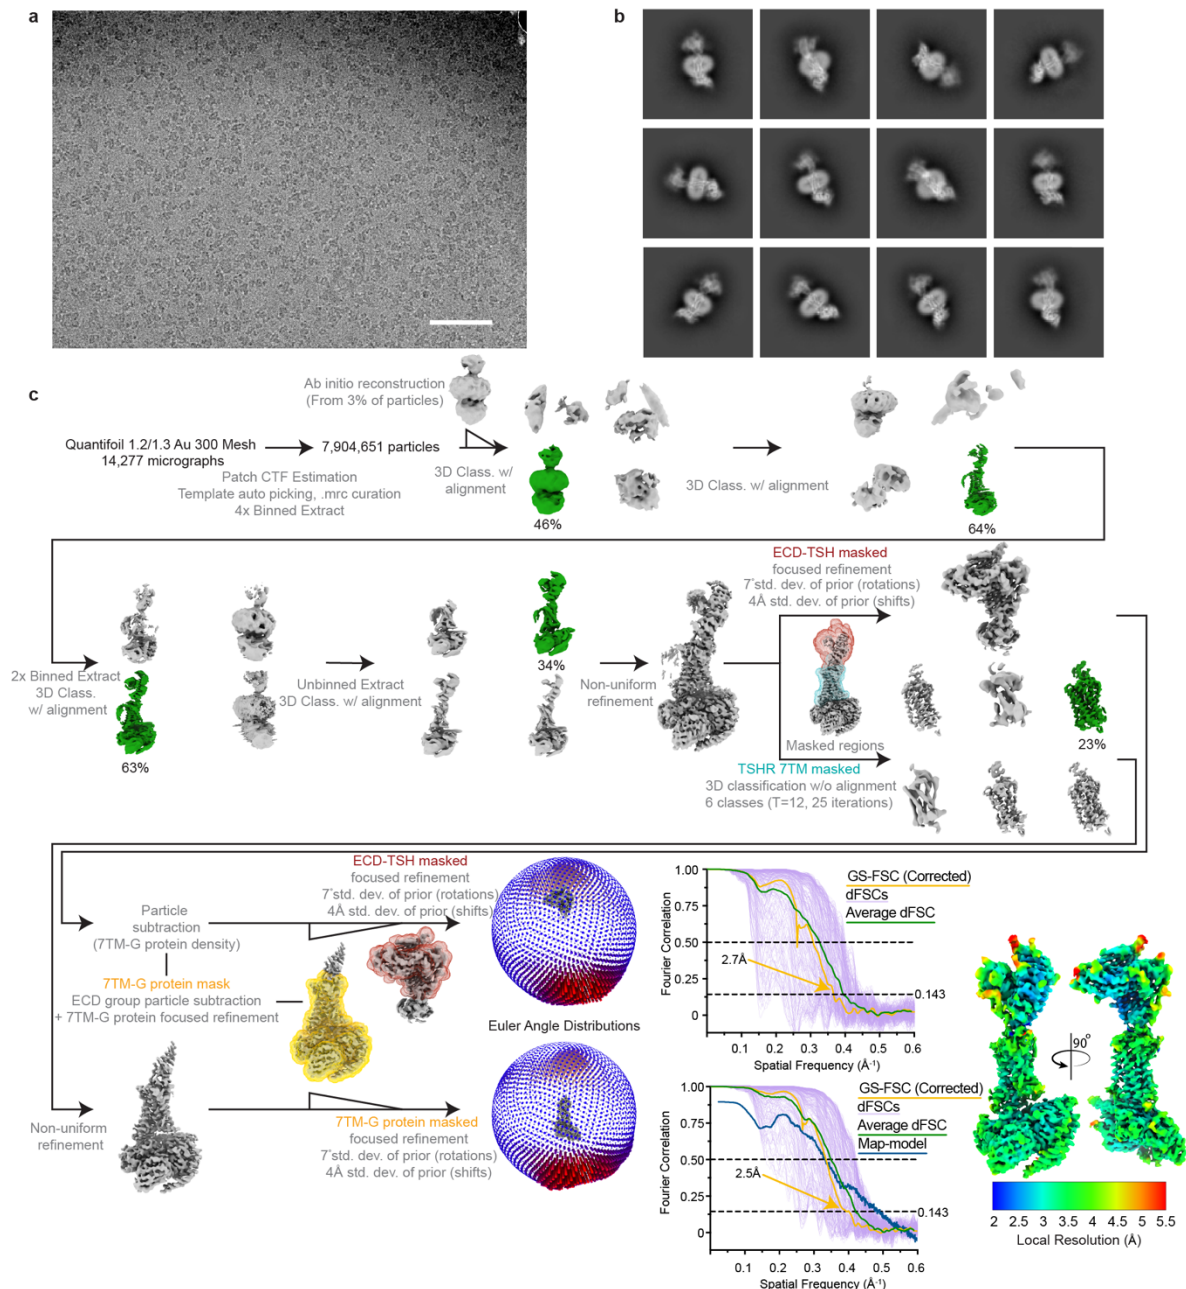 a
b
c
Ab initio reconstruction
(From 3% of particles)
Quantifoil 1.2/1.3 Au 300 Mesh
14,277 micrographs
7,904,651 particles
Patch CTF Estimation
Template auto picking, .mrc curation
4x Binned Extract
3D Class. w/
alignment
46%
3D Class. w/ alignment
64%
2x Binned Extract
3D Class.
w/ alignment
63%
Unbinned Extract
3D Class. w/ alignment
34%
Non-uniform
refinement
ECD-TSH masked
focused refinement
7°std. dev. of prior (rotations)
4Å std. dev. of prior (shifts)
Masked regions
TSHR 7TM masked
3D classification w/o alignment
6 classes (T=12, 25 iterations)
23%
Particle
subtraction
(7TM-G protein density)
7TM-G protein mask
ECD group particle subtraction
+ 7TM-G protein focused refinement
ECD-TSH masked
focused refinement
7°std. dev. of prior (rotations)
4Å std. dev. of prior (shifts)
Euler Angle Distributions
Non-uniform
refinement
7TM-G protein masked
focused refinement
7°std. dev. of prior (rotations)
4Å std. dev. of prior (shifts)
Fourier Correlation
1.00
0.75
0.50
0.25
0
GS-FSC (Corrected)
dFSCs
Average dFSC
2.7Å
0.143
0.1 0.2 0.3 0.4 0.5 0.6
Spatial Frequency (Å⁻¹)
Fourier Correlation
1.00
0.75
0.50
0.25
0
GS-FSC (Corrected)
dFSCs
Average dFSC
Map-model
2.5Å
0.143
0.1 0.2 0.3 0.4 0.5 0.6
Spatial Frequency (Å⁻¹)
90°
2 2.5 3 3.5 4 4.5 5 5.5
Local Resolution (Å)